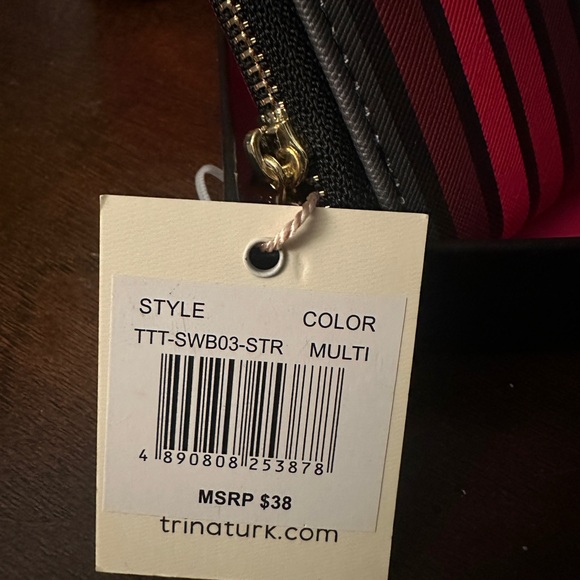 STYLE COLOR
TTT-SWB03-STR MULTI
4 890808 253878
MSRP $38
trinaturk.com